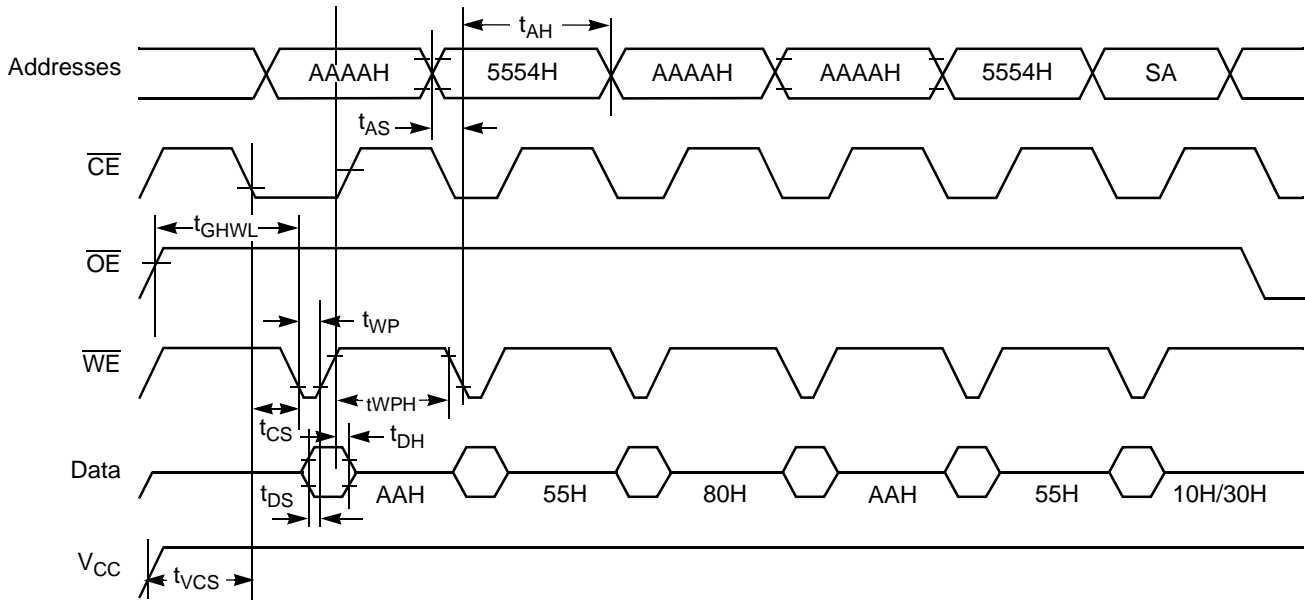 tAH
Addresses AAAAH 5554H AAAAH AAAAH 5554H SA
tAS
CE
tGHWL
OE
tWP
WE
tWPH
tCS tDH
Data
tDS AAH 55H 80H AAH 55H 10H/30H
VCC
tVCS